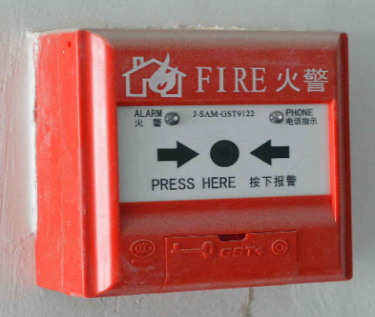 FIRE 火警
ALARM J-SAM-GST9122 PHONE
火 警 电话指示
PRESS HERE 按下报警
GST